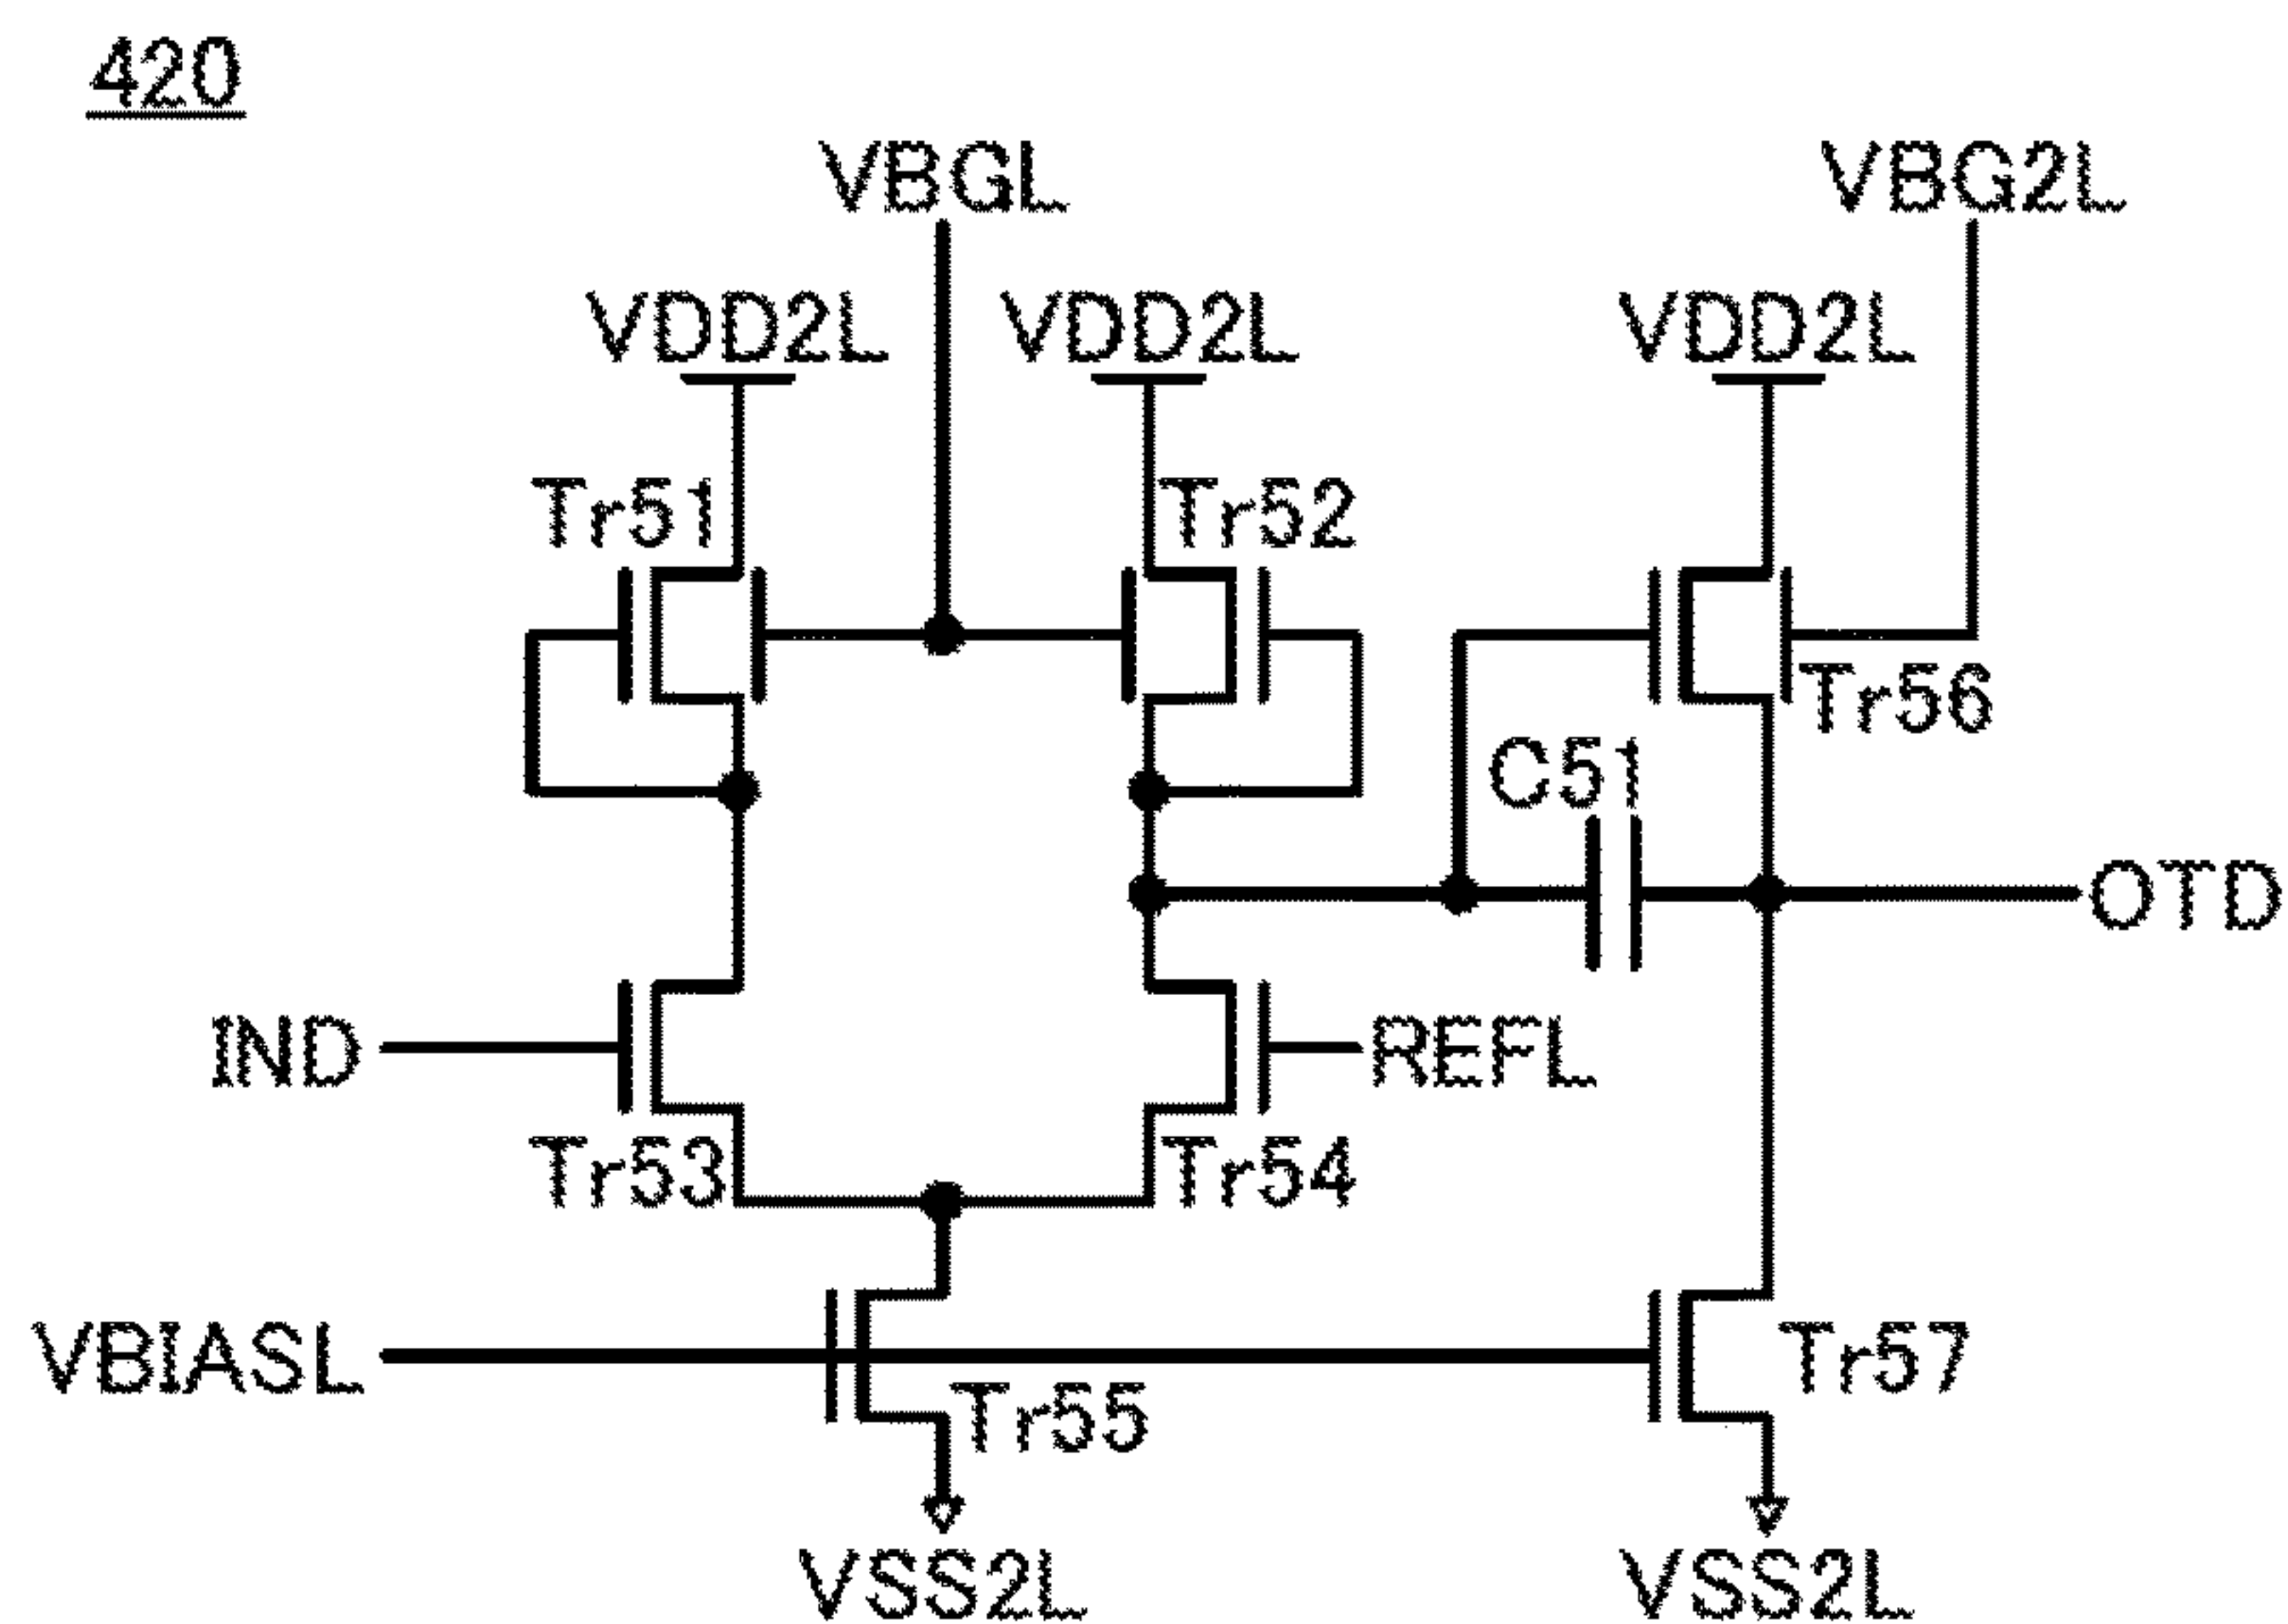 420
VBGL VBG2L
VDD2L VDD2L VDD2L
Tr51 Tr52
Tr56
C51
OTD
IND REFL
Tr53 Tr54
VBIASL Tr57
Tr55
VSS2L VSS2L